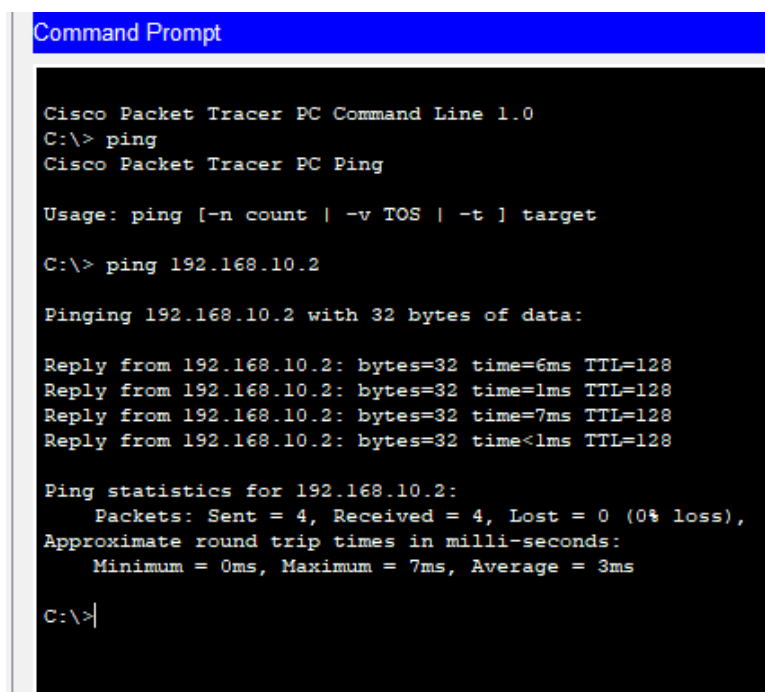 Command Prompt
Cisco Packet Tracer PC Command Line 1.0
C:\> ping
Cisco Packet Tracer PC Ping
Usage: ping [-n count | -v TOS | -t ] target
C:\> ping 192.168.10.2
Pinging 192.168.10.2 with 32 bytes of data:
Reply from 192.168.10.2: bytes=32 time=6ms TTL=128
Reply from 192.168.10.2: bytes=32 time=1ms TTL=128
Reply from 192.168.10.2: bytes=32 time=7ms TTL=128
Reply from 192.168.10.2: bytes=32 time<1ms TTL=128
Ping statistics for 192.168.10.2:
Packets: Sent = 4, Received = 4, Lost = 0 (0% loss),
Approximate round trip times in milli-seconds:
Minimum = 0ms, Maximum = 7ms, Average = 3ms
C:\>